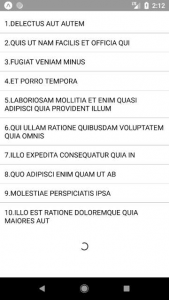 2:12
1.DELECTUS AUT AUTEM
2.QUIS UT NAM FACILIS ET OFFICIA QUI
3.FUGIAT VENIAM MINUS
4.ET PORRO TEMPORA
5.LABORIOSAM MOLLITIA ET ENIM QUASI
ADIPISCI QUIA PROVIDENT ILLUM
6.QUI ULLAM RATIONE QUIBUSDAM VOLUPTATEM
QUIA OMNIS
7.ILLO EXPEDITA CONSEQUATUR QUIA IN
8.QUO ADIPISCI ENIM QUAM UT AB
9.MOLESTIAE PERSPICIATIS IPSA
10.ILLO EST RATIONE DOLOREMQUE QUIA
MAIORES AUT